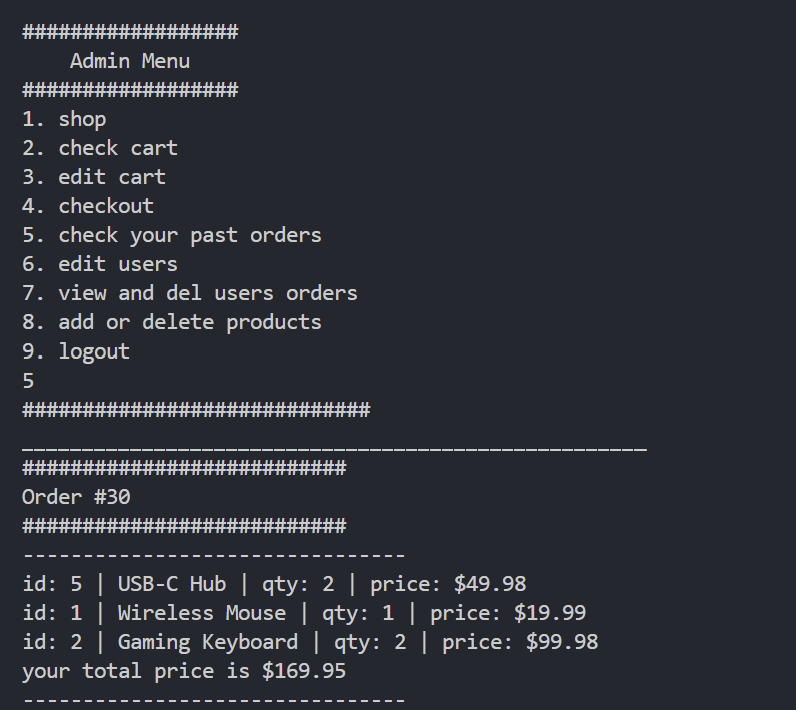 ##################
    Admin Menu
##################
1. shop
2. check cart
3. edit cart
4. checkout
5. check your past orders
6. edit users
7. view and del users orders
8. add or delete products
9. logout
5
#############################
____________________________________________________
###########################
Order #30
###########################
--------------------------------
id: 5 | USB-C Hub | qty: 2 | price: $49.98
id: 1 | Wireless Mouse | qty: 1 | price: $19.99
id: 2 | Gaming Keyboard | qty: 2 | price: $99.98
your total price is $169.95
--------------------------------